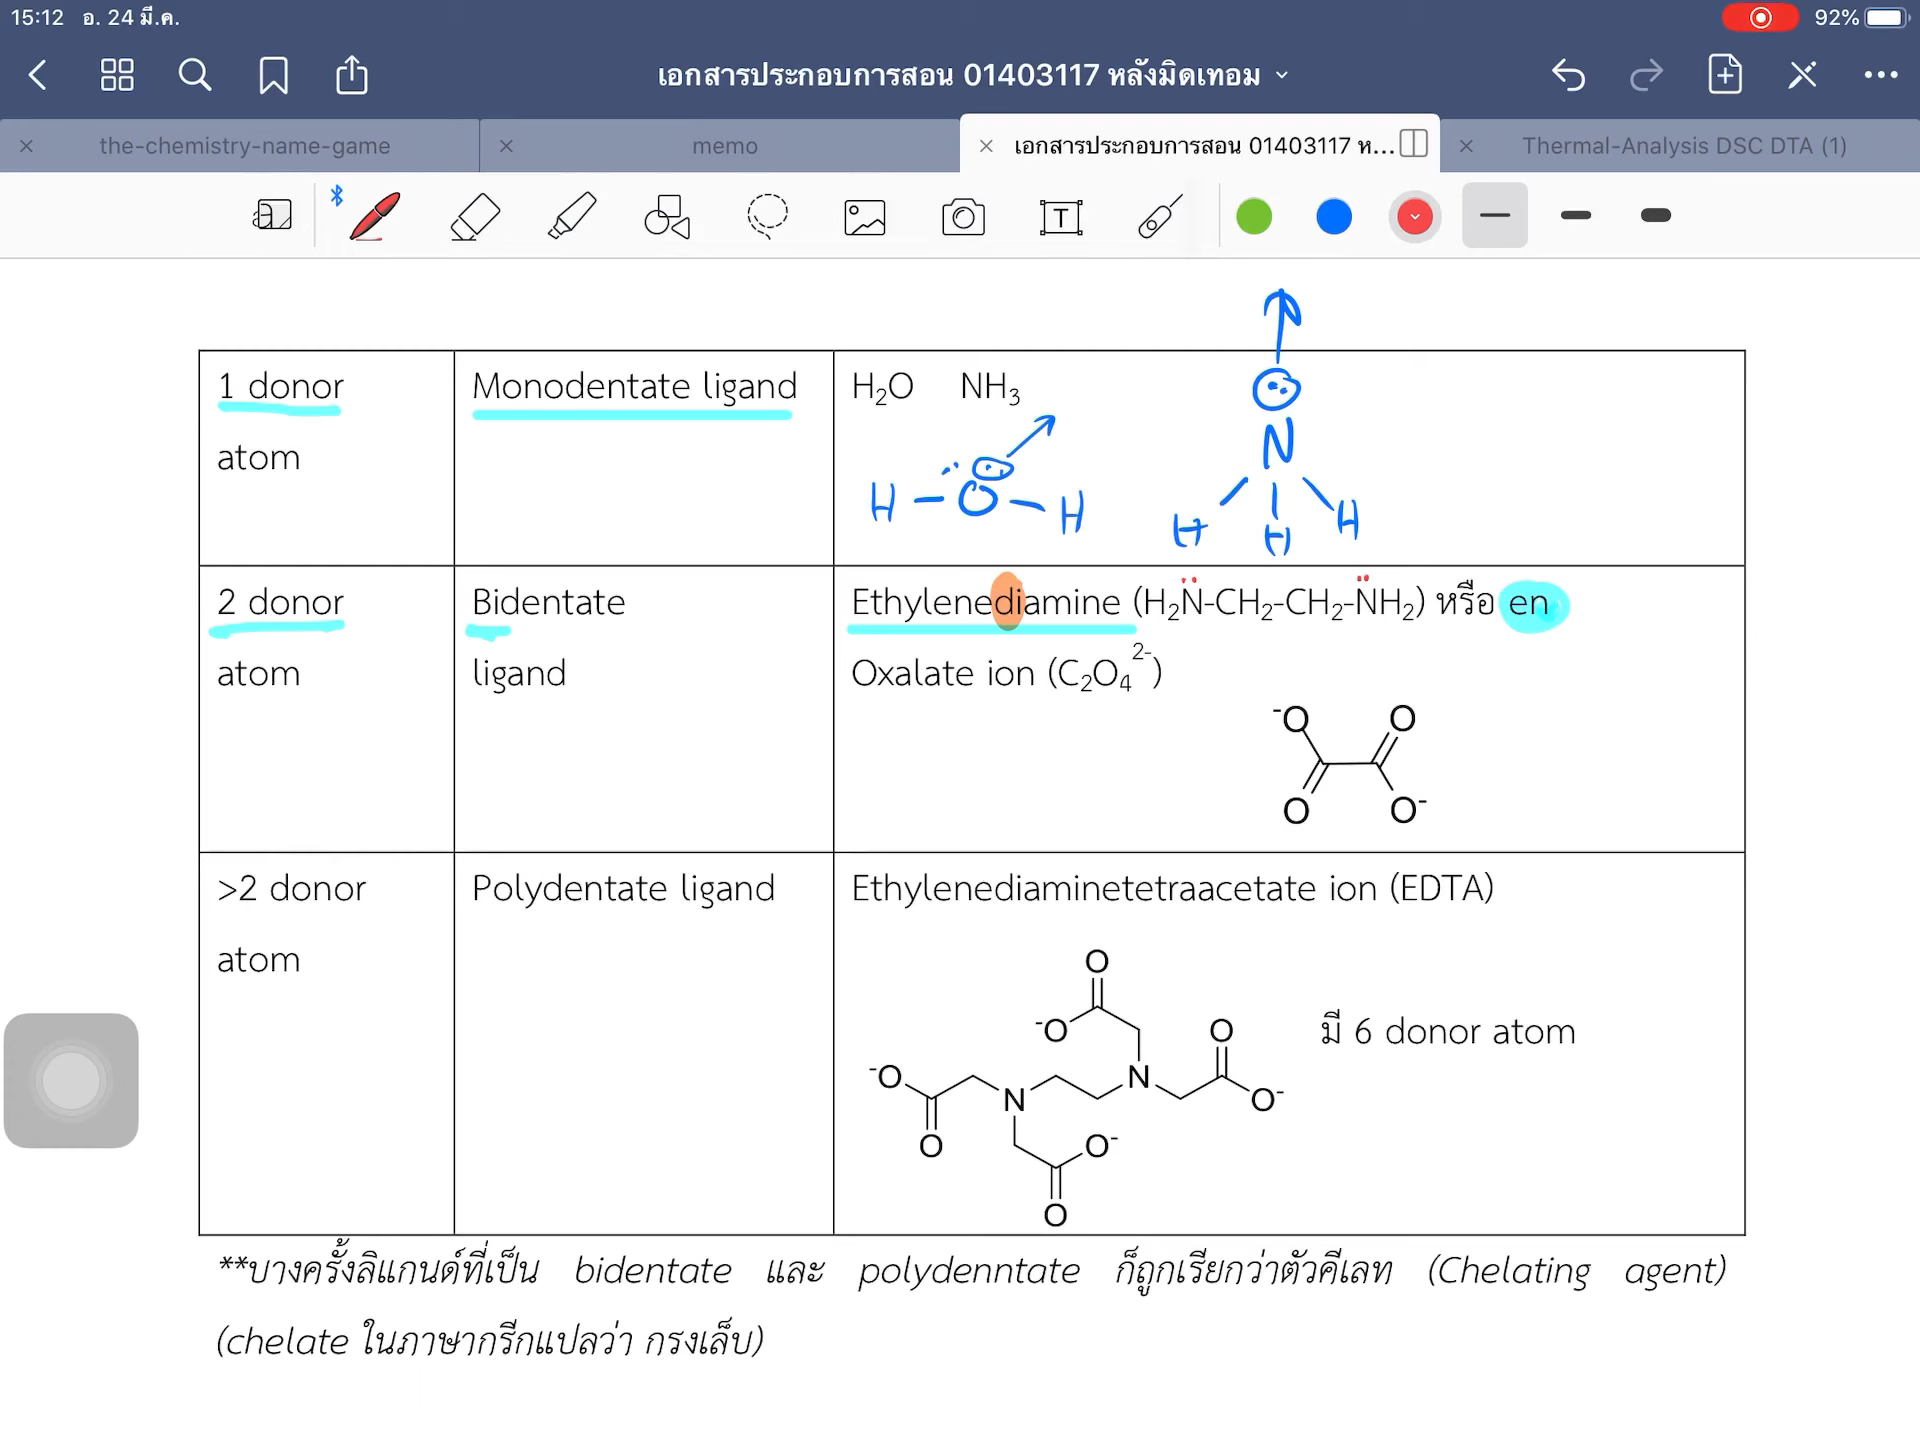 15:12 อ. 24 มี.ค. 92%
เอกสารประกอบการสอน 01403117 หลังมิดเทอม
the-chemistry-name-game memo เอกสารประกอบการสอน 01403117 ห... Thermal-Analysis DSC DTA (1)
a T
1 donor atom
Monodentate ligand
H₂O NH₃
H-O-H
N
H H H
2 donor atom
Bidentate ligand
Ethylenediamine (H₂N̈-CH₂-CH₂-N̈H₂) หรือ en
Oxalate ion (C₂O₄²⁻)
⁻O O
O O⁻
>2 donor atom
Polydentate ligand
Ethylenediaminetetraacetate ion (EDTA)
O
⁻O O มี 6 donor atom
⁻O N N O⁻
O O⁻
O
**บางครั้งลิแกนด์ที่เป็น bidentate และ polydenntate ก็ถูกเรียกว่าตัวคีเลท (Chelating agent)
(chelate ในภาษากรีกแปลว่า กรงเล็บ)